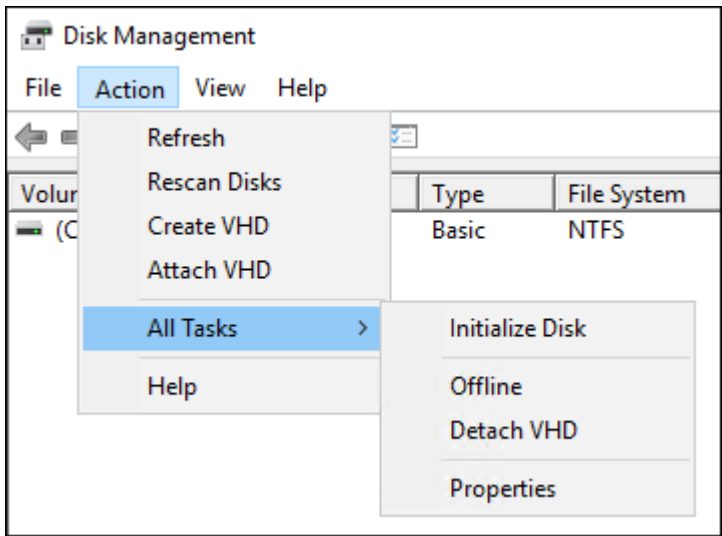 Disk Management
File Action View Help
Refresh
Rescan Disks
Create VHD
Attach VHD
All Tasks
Help
Type File System
(C Basic NTFS
Initialize Disk
Offline
Detach VHD
Properties